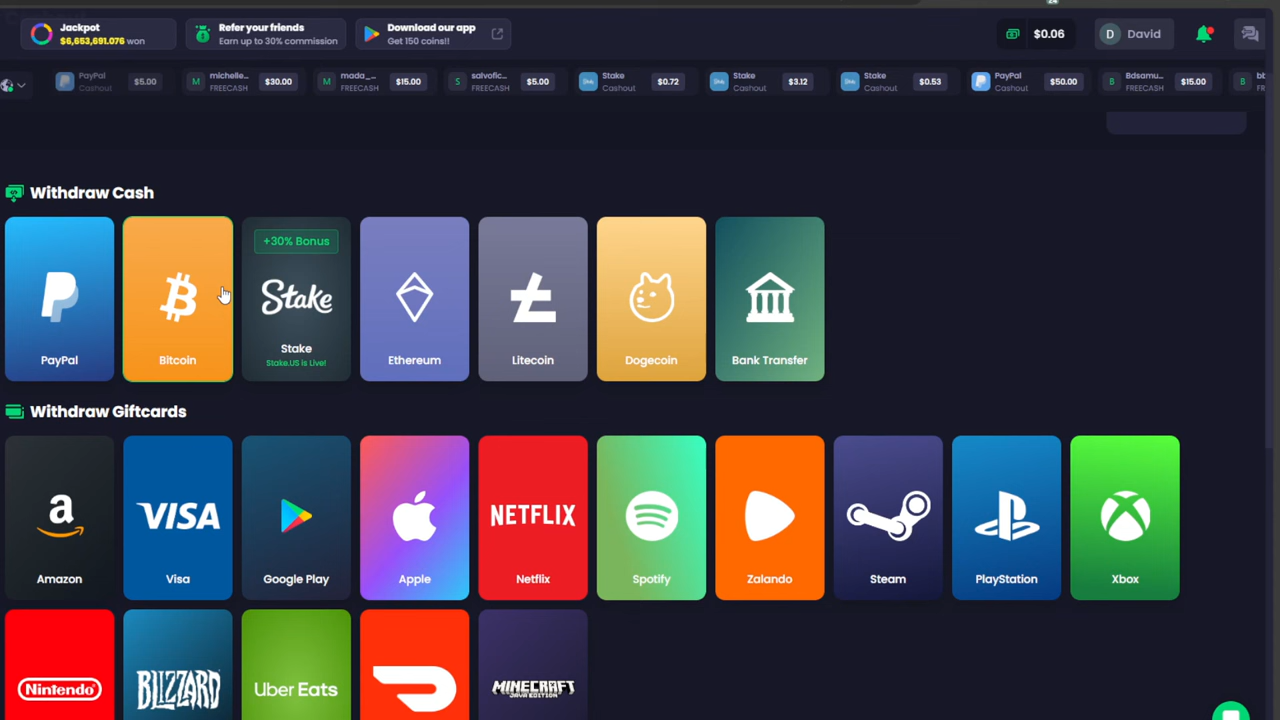 Jackpot
$6,653,691.076 won
Refer your friends
Earn up to 30% commission
Download our app
Get 150 coins!!
$0.06
D David
PayPal
Cashout
$5.00
M michelle...
FREECASH
$30.00
M mada_...
FREECASH
$15.00
S salvofic...
FREECASH
$5.00
Stake
Cashout
$0.72
Stake
Cashout
$3.12
Stake
Cashout
$0.53
PayPal
Cashout
$50.00
B Bdsamu...
FREECASH
$15.00
B
Withdraw Cash
PayPal
Bitcoin
+30% Bonus
Stake
Stake
Stake.US is Live!
Ethereum
Litecoin
Dogecoin
Bank Transfer
Withdraw Giftcards
a
Amazon
VISA
Visa
Google Play
Apple
NETFLIX
Netflix
Spotify
Zalando
Steam
PlayStation
Xbox
Nintendo
BLIZZARD
Uber Eats
MINECRAFT
JAVA EDITION